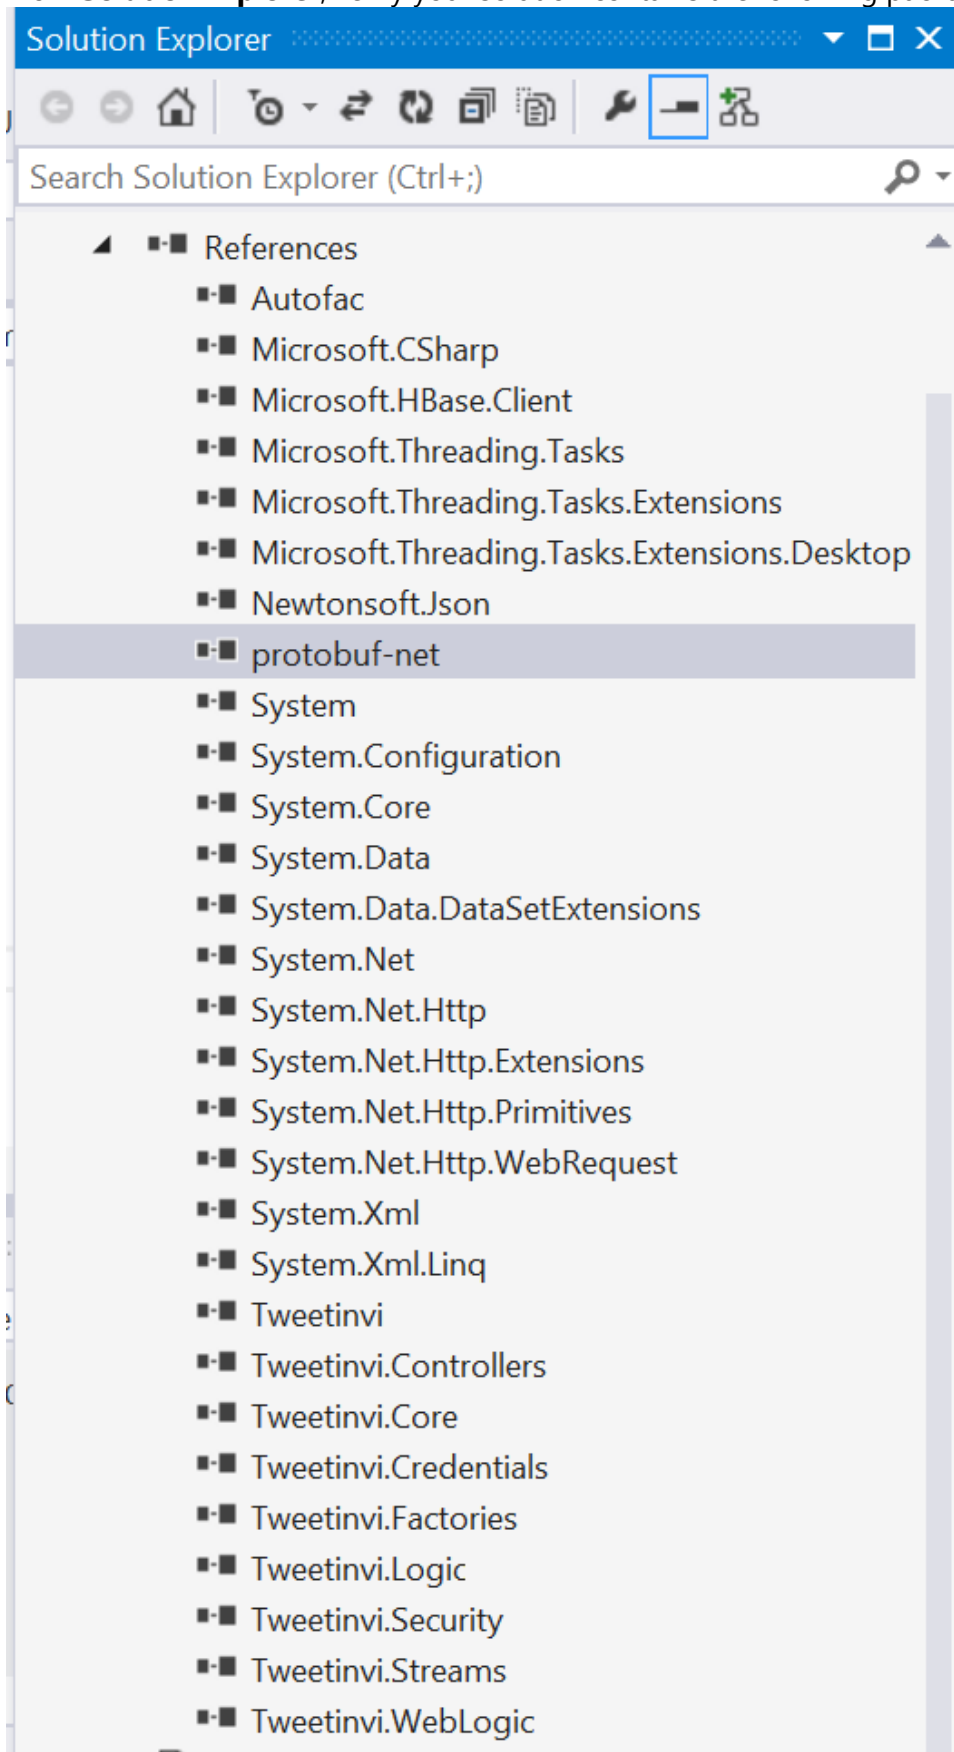 Solution Explorer
Search Solution Explorer (Ctrl+;)
References
Autofac
Microsoft.CSharp
Microsoft.HBase.Client
Microsoft.Threading.Tasks
Microsoft.Threading.Tasks.Extensions
Microsoft.Threading.Tasks.Extensions.Desktop
Newtonsoft.Json
protobuf-net
System
System.Configuration
System.Core
System.Data
System.Data.DataSetExtensions
System.Net
System.Net.Http
System.Net.Http.Extensions
System.Net.Http.Primitives
System.Net.Http.WebRequest
System.Xml
System.Xml.Linq
Tweetinvi
Tweetinvi.Controllers
Tweetinvi.Core
Tweetinvi.Credentials
Tweetinvi.Factories
Tweetinvi.Logic
Tweetinvi.Security
Tweetinvi.Streams
Tweetinvi.WebLogic